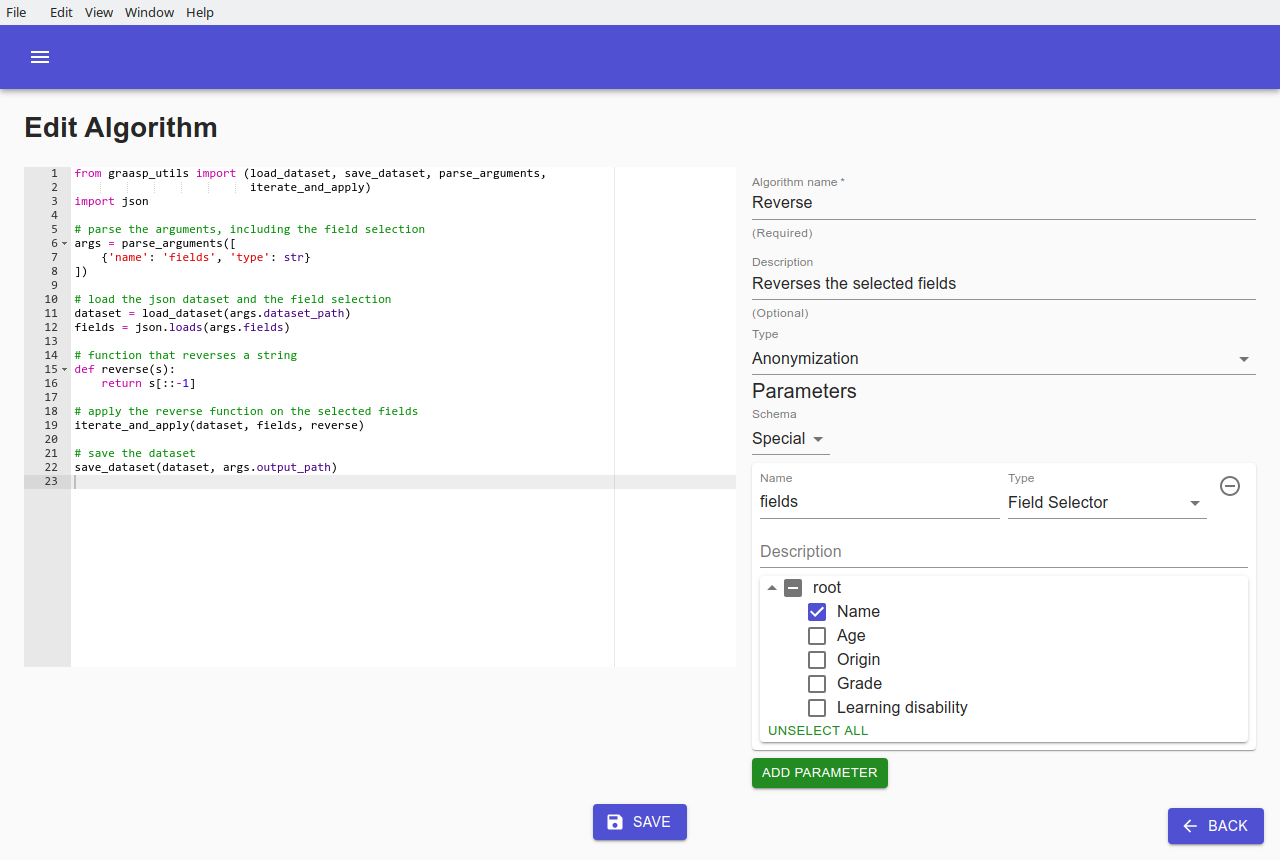 File Edit View Window Help
Edit Algorithm
1 from graasp_utils import (load_dataset, save_dataset, parse_arguments,
2                           iterate_and_apply)
3 import json
4
5 # parse the arguments, including the field selection
6 args = parse_arguments([
7     {'name': 'fields', 'type': str}
8 ])
9
10 # load the json dataset and the field selection
11 dataset = load_dataset(args.dataset_path)
12 fields = json.loads(args.fields)
13
14 # function that reverses a string
15 def reverse(s):
16     return s[::-1]
17
18 # apply the reverse function on the selected fields
19 iterate_and_apply(dataset, fields, reverse)
20
21 # save the dataset
22 save_dataset(dataset, args.output_path)
23
Algorithm name *
Reverse
(Required)
Description
Reverses the selected fields
(Optional)
Type
Anonymization
Parameters
Schema
Special
Name Type
fields Field Selector
Description
root
Name
Age
Origin
Grade
Learning disability
UNSELECT ALL
ADD PARAMETER
SAVE
BACK